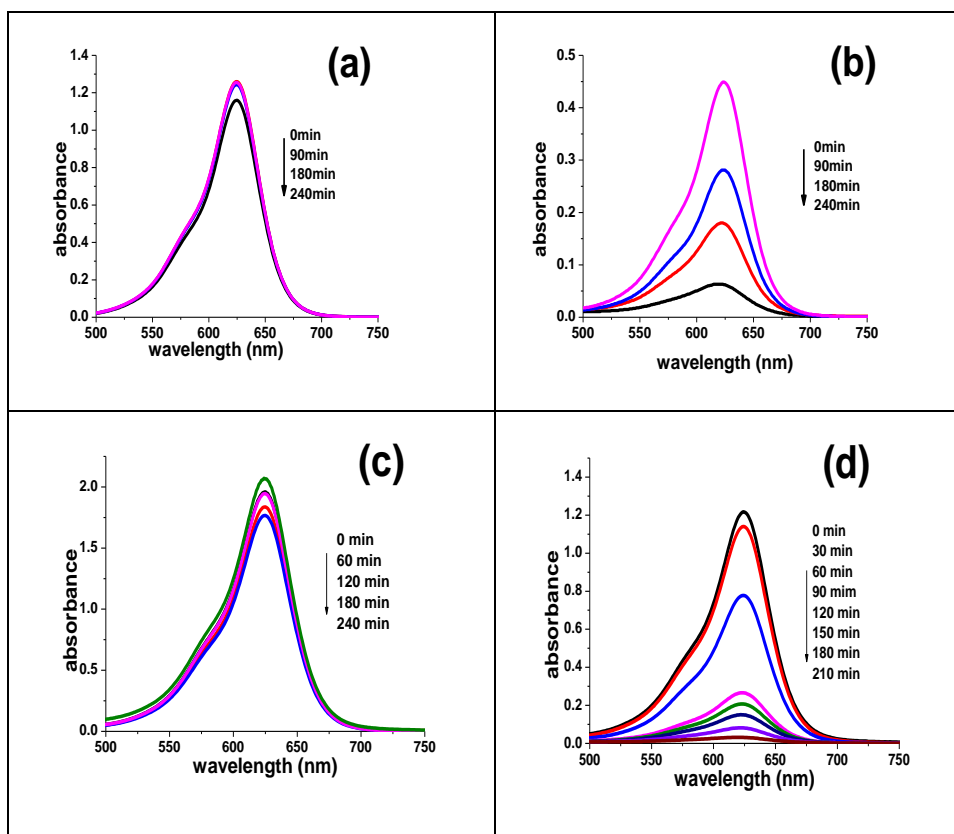 (a)
absorbance
1.4
1.2
1.0
0.8
0.6
0.4
0.2
0.0
0min
90min
180min
240min
500 550 600 650 700 750
wavelength (nm)
(b)
absorbance
0.5
0.4
0.3
0.2
0.1
0.0
0min
90min
180min
240min
500 550 600 650 700 750
wavelength (nm)
(c)
absorbance
2.0
1.5
1.0
0.5
0.0
0 min
60 min
120 min
180 min
240 min
500 550 600 650 700 750
wavelength (nm)
(d)
absorbance
1.4
1.2
1.0
0.8
0.6
0.4
0.2
0.0
0 min
30 min
60 min
90 mim
120 min
150 min
180 min
210 min
500 550 600 650 700 750
wavelength (nm)